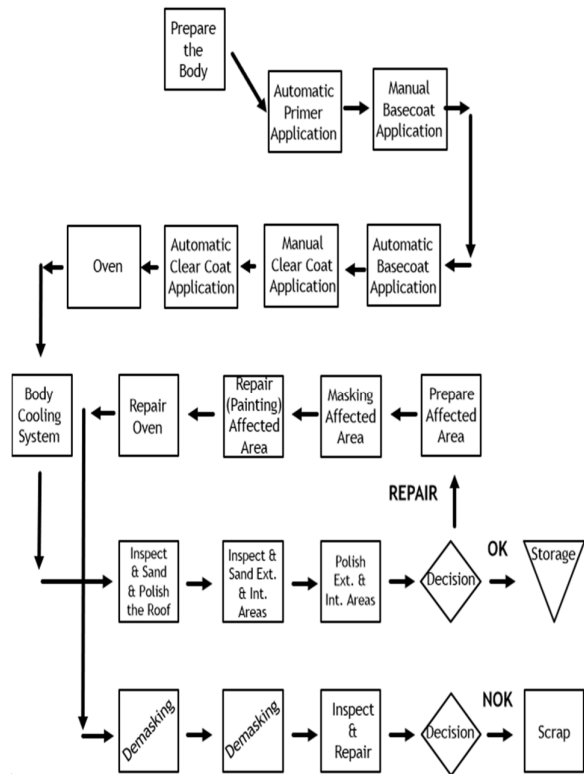 Prepare
the
Body
Automatic
Primer
Application
Manual
Basecoat
Application
Oven
Automatic
Clear Coat
Application
Manual
Clear Coat
Application
Automatic
Basecoat
Application
Body
Cooling
System
Repair
Oven
Repair
(Painting)
Affected
Area
Masking
Affected
Area
Prepare
Affected
Area
REPAIR
Inspect
& Sand
& Polish
the Roof
Inspect &
Sand Ext.
& Int.
Areas
Polish
Ext. &
Int. Areas
Decision
OK
Storage
Demasking
Demasking
Inspect
&
Repair
Decision
NOK
Scrap